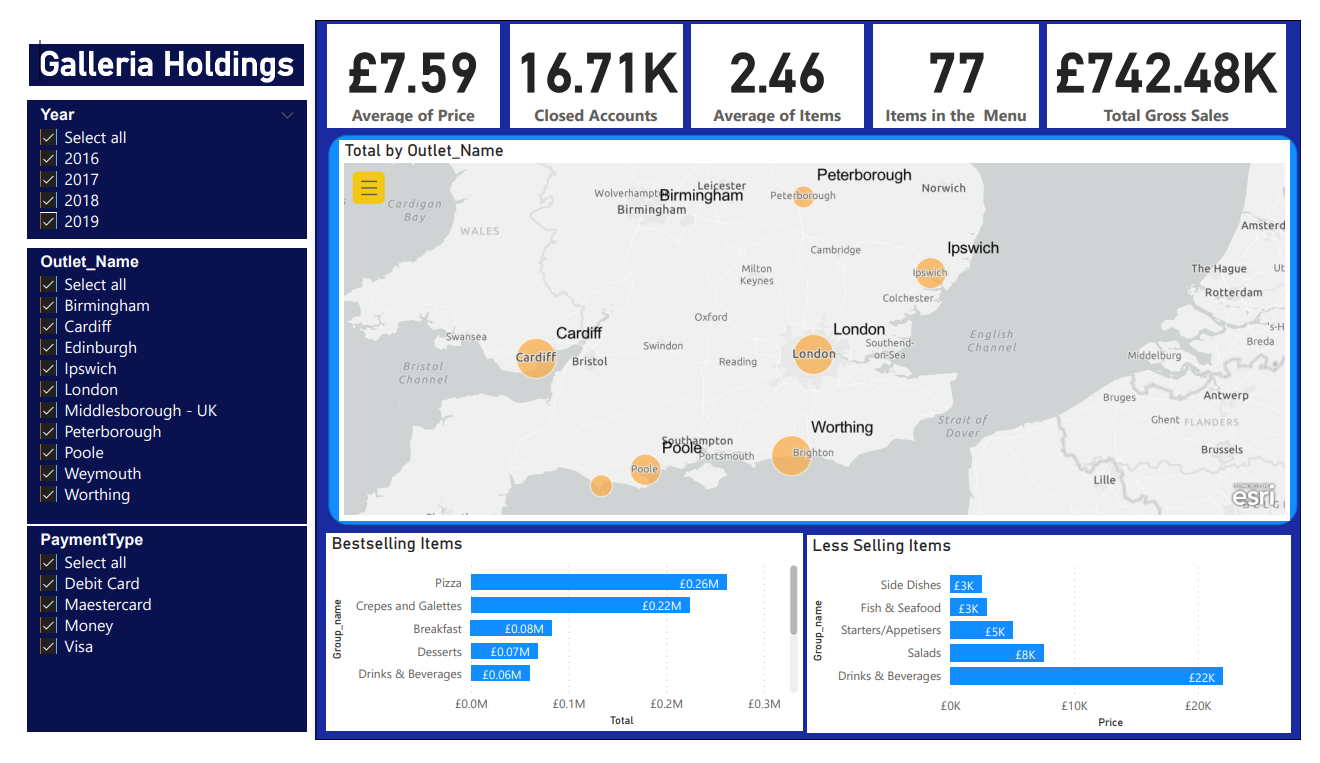 Galleria Holdings
Year
Select all
2016
2017
2018
2019
Outlet_Name
Select all
Birmingham
Cardiff
Edinburgh
Ipswich
London
Middlesborough - UK
Peterborough
Poole
Weymouth
Worthing
PaymentType
Select all
Debit Card
Maestercard
Money
Visa
£7.59
Average of Price
16.71K
Closed Accounts
2.46
Average of Items
77
Items in the Menu
£742.48K
Total Gross Sales
Total by Outlet_Name
Peterborough
Leicester
Norwich
Birmingham
Peterborough
Birmingham
Cardigan
Bay
WALES
Amsterd
Cambridge
Ipswich
Milton
Keynes
Ipswich
The Hague
Ut
Colchester
Rotterdam
Oxford
Cardiff
London
English
Channel
's-H
Breda
Swansea
Swindon
Southend-
on-Sea
Cardiff
Bristol
Reading
London
Middelburg
Bristol
Channel
Bruges
Antwerp
Worthing
Strait of
Dover
Ghent
FLANDERS
Southampton
Poole
Portsmouth
Brighton
Brussels
Poole
Lille
POWERED BY
esri
Bestselling Items
Group_name
Pizza £0.26M
Crepes and Galettes £0.22M
Breakfast £0.08M
Desserts £0.07M
Drinks & Beverages £0.06M
£0.0M £0.1M £0.2M £0.3M
Total
Less Selling Items
Group_name
Side Dishes £3K
Fish & Seafood £3K
Starters/Appetisers £5K
Salads £8K
Drinks & Beverages £22K
£0K £10K £20K
Price